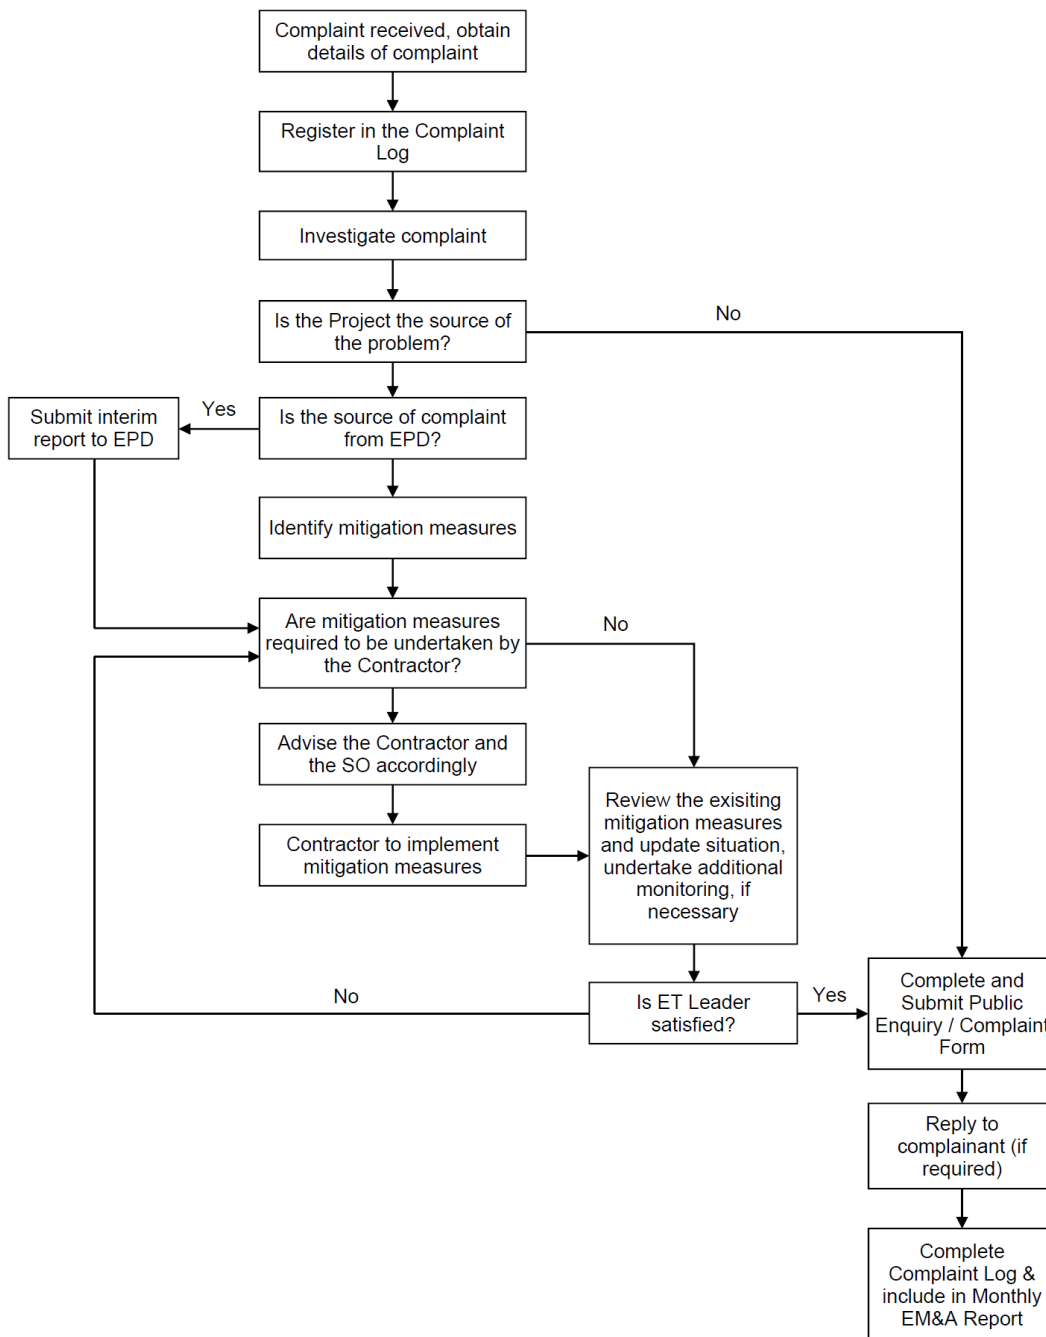 Complaint received, obtain
details of complaint
Register in the Complaint
Log
Investigate complaint
Is the Project the source of
the problem?
No
Submit interim
report to EPD
Yes
Is the source of complaint
from EPD?
Identify mitigation measures
Are mitigation measures
required to be undertaken by
the Contractor?
No
Advise the Contractor and
the SO accordingly
Contractor to implement
mitigation measures
Review the exisiting
mitigation measures
and update situation,
undertake additional
monitoring, if
necessary
No
Is ET Leader
satisfied?
Yes
Complete and
Submit Public
Enquiry / Complaint
Form
Reply to
complainant (if
required)
Complete
Complaint Log &
include in Monthly
EM&A Report